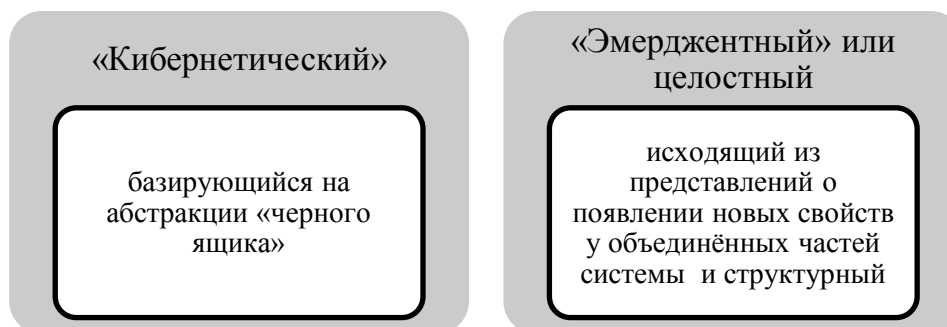 «Кибернетический»
базирующийся на
абстракции «черного
ящика»
«Эмерджентный» или
целостный
исходящий из
представлений о
появлении новых свойств
у объединённых частей
системы и структурный